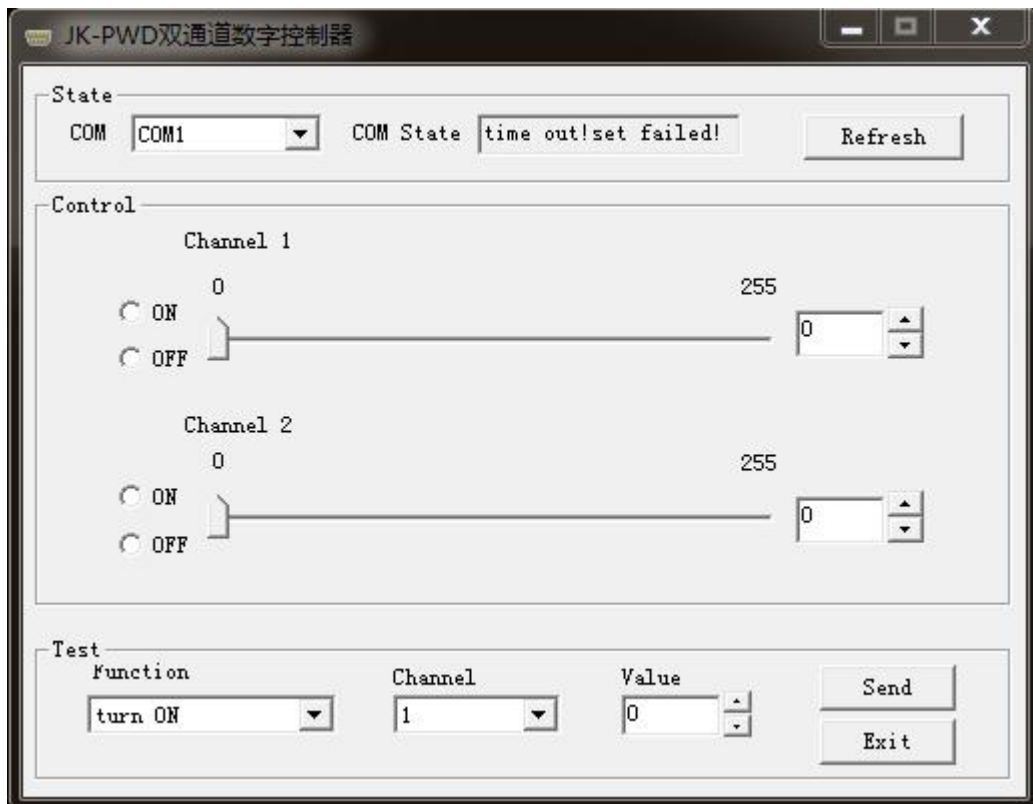 JK-PWD双通道数字控制器
State
COM COM1 COM State time out!set failed! Refresh
Control
Channel 1
0 255
ON
0
OFF
Channel 2
0 255
ON
0
OFF
Test
Function Channel Value
turn ON 1 0
Send
Exit